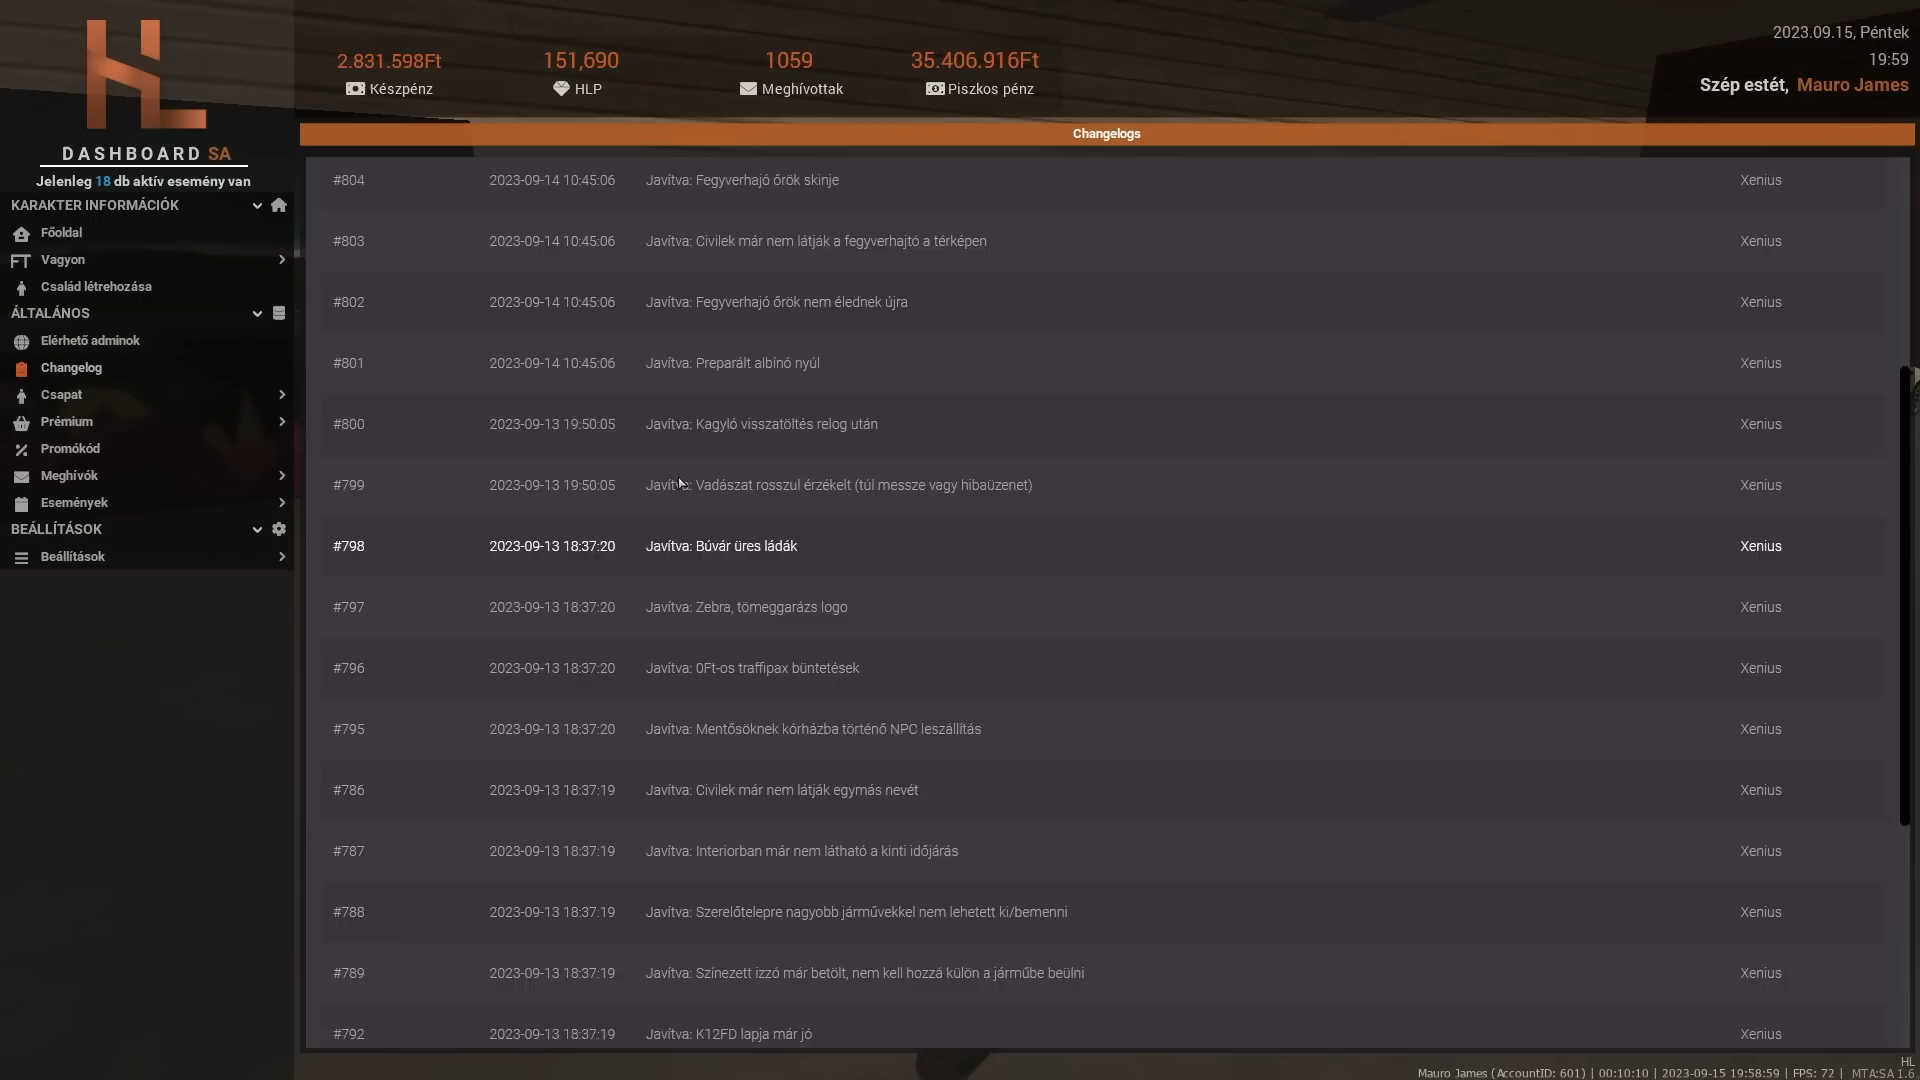 2.831.598Ft
Készpénz
151,690
HLP
1059
Meghívottak
35.406.916Ft
Piszkos pénz
2023.09.15, Péntek
19:59
Szép estét, Mauro James
HL
DASHBOARD SA
Jelenleg 18 db aktív esemény van
KARAKTER INFORMÁCIÓK
Főoldal
FT Vagyon
Család létrehozása
ÁLTALÁNOS
Elérhető adminok
Changelog
Csapat
Prémium
Promókód
Meghívók
Események
BEÁLLÍTÁSOK
Beállítások
Changelogs
#804 2023-09-14 10:45:06 Javítva: Fegyverhajó őrök skinje Xenius
#803 2023-09-14 10:45:06 Javítva: Civilek már nem látják a fegyverhajtó a térképen Xenius
#802 2023-09-14 10:45:06 Javítva: Fegyverhajó őrök nem élednek újra Xenius
#801 2023-09-14 10:45:06 Javítva: Preparált albínó nyúl Xenius
#800 2023-09-13 19:50:05 Javítva: Kagyló visszatöltés relog után Xenius
#799 2023-09-13 19:50:05 Javítva: Vadászat rosszul érzékelt (túl messze vagy hibaüzenet) Xenius
#798 2023-09-13 18:37:20 Javítva: Búvár üres ládák Xenius
#797 2023-09-13 18:37:20 Javítva: Zebra, tömeggarázs logo Xenius
#796 2023-09-13 18:37:20 Javítva: 0Ft-os traffipax büntetések Xenius
#795 2023-09-13 18:37:20 Javítva: Mentősöknek kórházba történő NPC leszállítás Xenius
#786 2023-09-13 18:37:19 Javítva: Civilek már nem látják egymás nevét Xenius
#787 2023-09-13 18:37:19 Javítva: Interiorban már nem látható a kinti időjárás Xenius
#788 2023-09-13 18:37:19 Javítva: Szerelőtelepre nagyobb járművekkel nem lehetett ki/bemenni Xenius
#789 2023-09-13 18:37:19 Javítva: Színezett izzó már betölt, nem kell hozzá külön a járműbe beülni Xenius
#792 2023-09-13 18:37:19 Javítva: K12FD lapja már jó Xenius
HL
Mauro James (AccountID: 601) | 00:10:10 | 2023-09-15 19:58:59 | FPS: 72 | MTA:SA 1.6